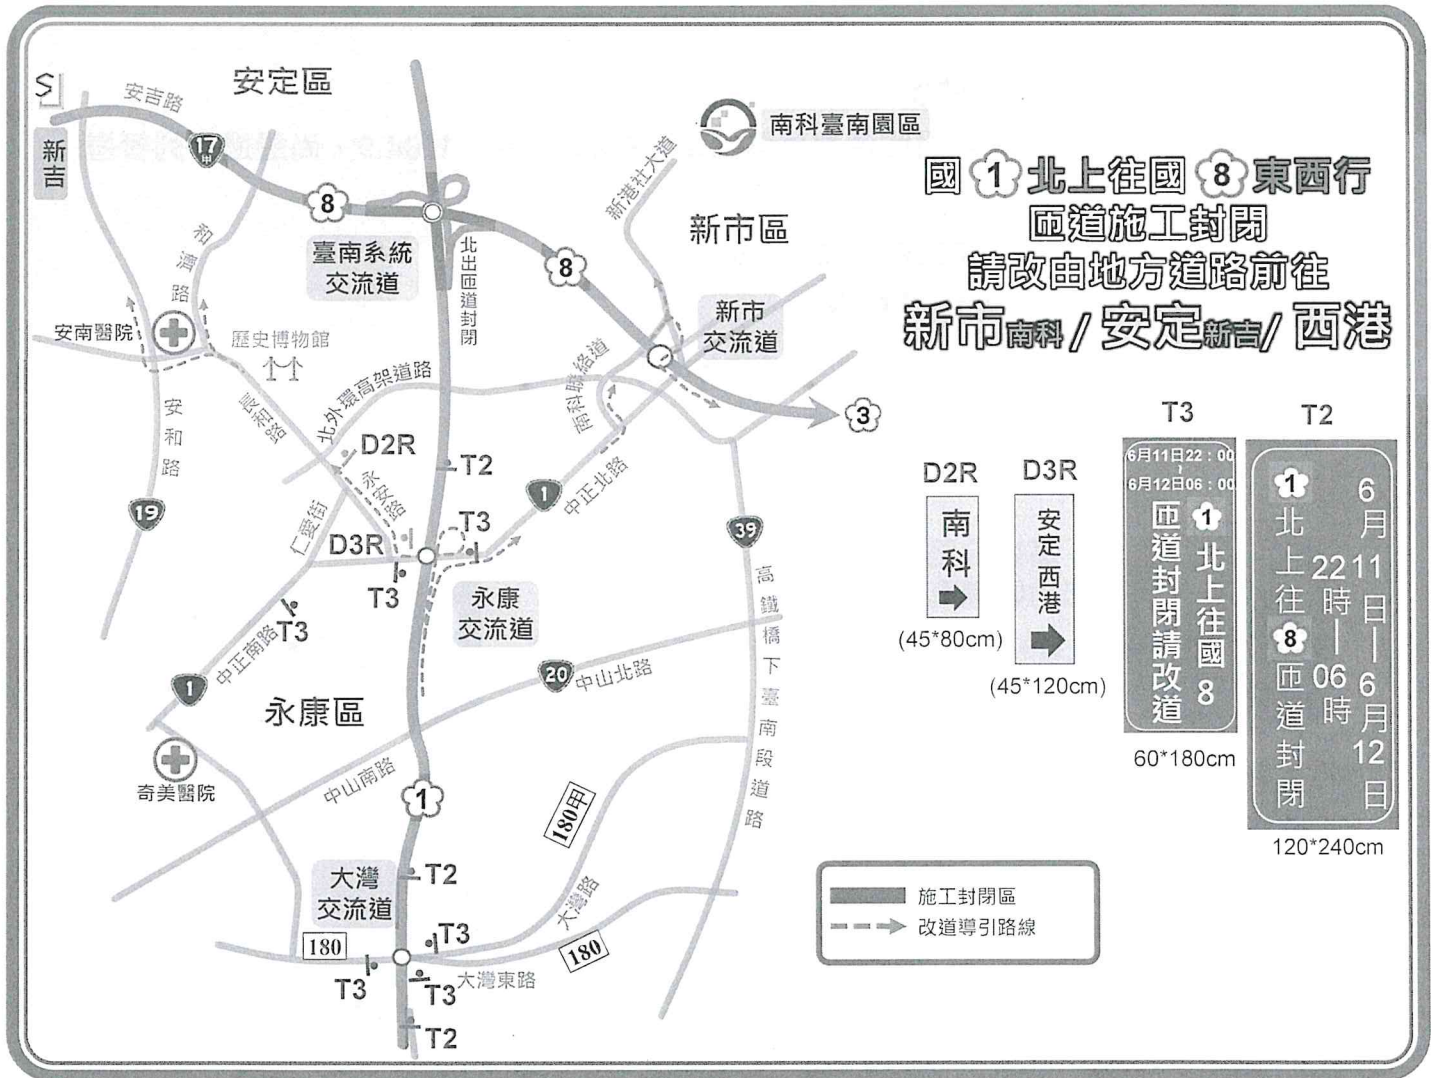 安定區
安吉路
新吉
17甲
8
和濟路
臺南系統
交流道
北出匝道封閉
南科臺南園區
新港社大道
新市區
8
新市
交流道
安南醫院
歷史博物館
長和路
北外環高架道路
南科聯絡道
3
安和路
19
D2R
T2
永安路
仁愛街
D3R
T3
1
中正北路
T3
T3
永康
交流道
39
高鐵橋下臺南段道路
中正南路
1
20
中山北路
永康區
奇美醫院
中山南路
1
180甲
大灣
交流道
T2
大灣路
T3
180
180
T3
T3
大灣東路
T2
國1北上往國8東西行
匝道施工封閉
請改由地方道路前往
新市南科/安定新吉/西港
D2R
南科
(45*80cm)
D3R
安定 西港
(45*120cm)
T3
6月11日22：00
~
6月12日06：00
1北上往國8
匝道封閉請改道
60*180cm
T2
6月11日—6月12日
22時—06時
1北上往8匝道封閉
120*240cm
施工封閉區
改道導引路線